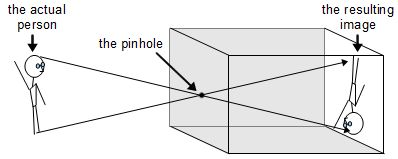 the actual
person
the pinhole
the resulting
image